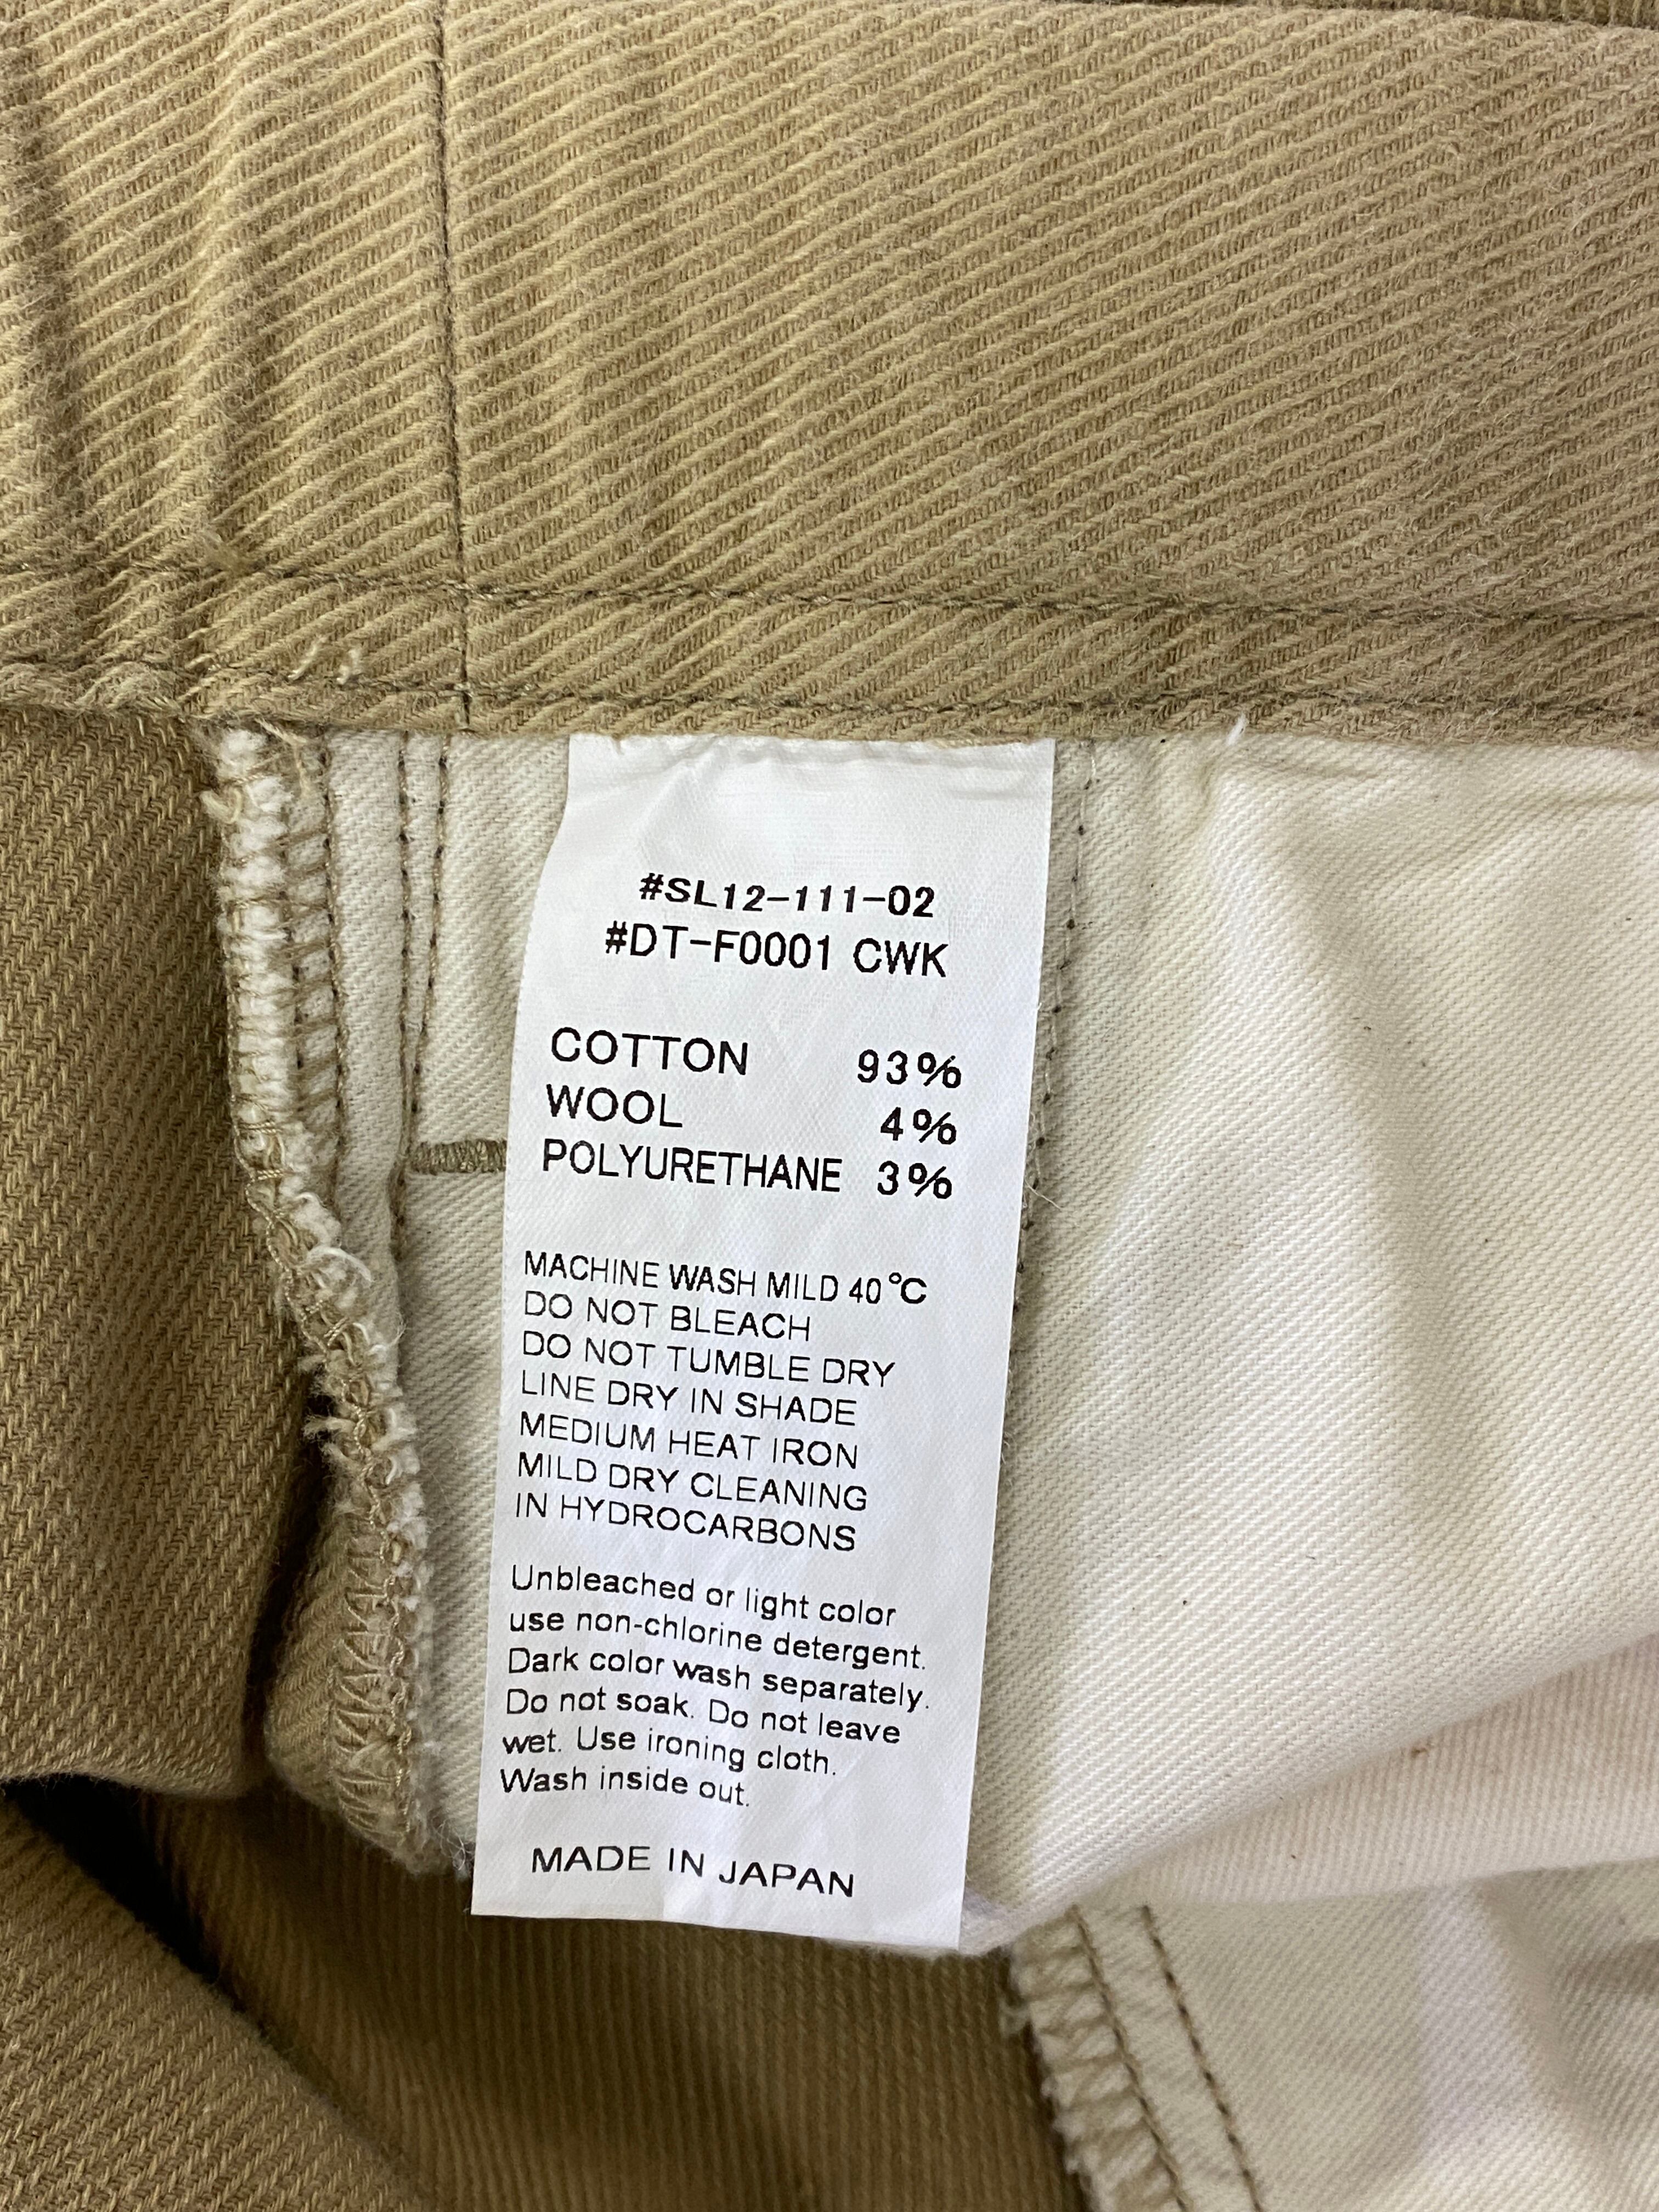 #SL12-111-02
#DT-F0001 CWK
COTTON 93%
WOOL 4%
POLYURETHANE 3%
MACHINE WASH MILD 40°C
DO NOT BLEACH
DO NOT TUMBLE DRY
LINE DRY IN SHADE
MEDIUM HEAT IRON
MILD DRY CLEANING
IN HYDROCARBONS
Unbleached or light color
use non-chlorine detergent.
Dark color wash separately.
Do not soak. Do not leave
wet. Use ironing cloth.
Wash inside out.
MADE IN JAPAN